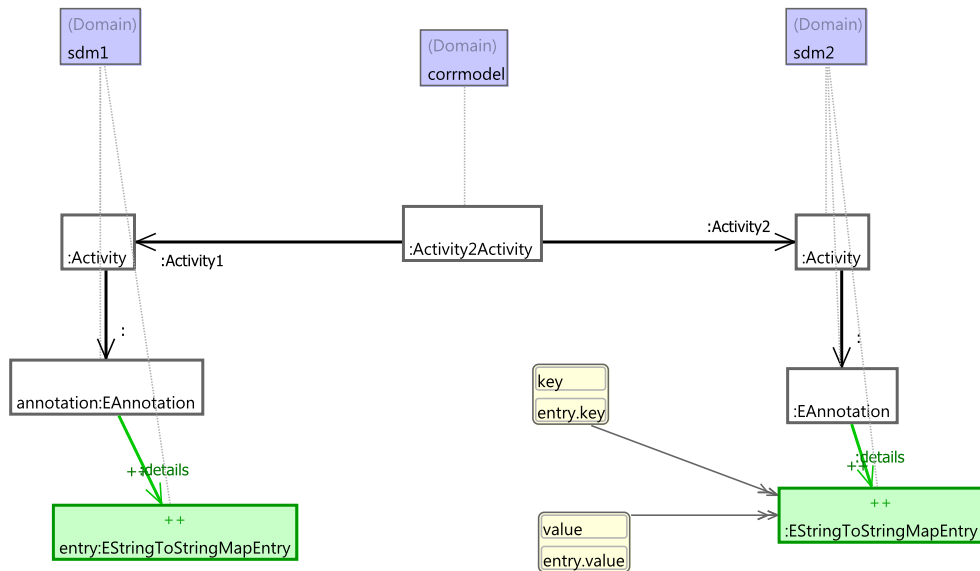 (Domain)
sdm1
(Domain)
corrmodel
(Domain)
sdm2
:Activity
:Activity1
:Activity2Activity
:Activity2
:Activity
:
:
annotation:EAnnotation
key
entry.key
:EAnnotation
++
:details
:details
++
++
entry:EStringToStringMapEntry
value
entry.value
++
:EStringToStringMapEntry